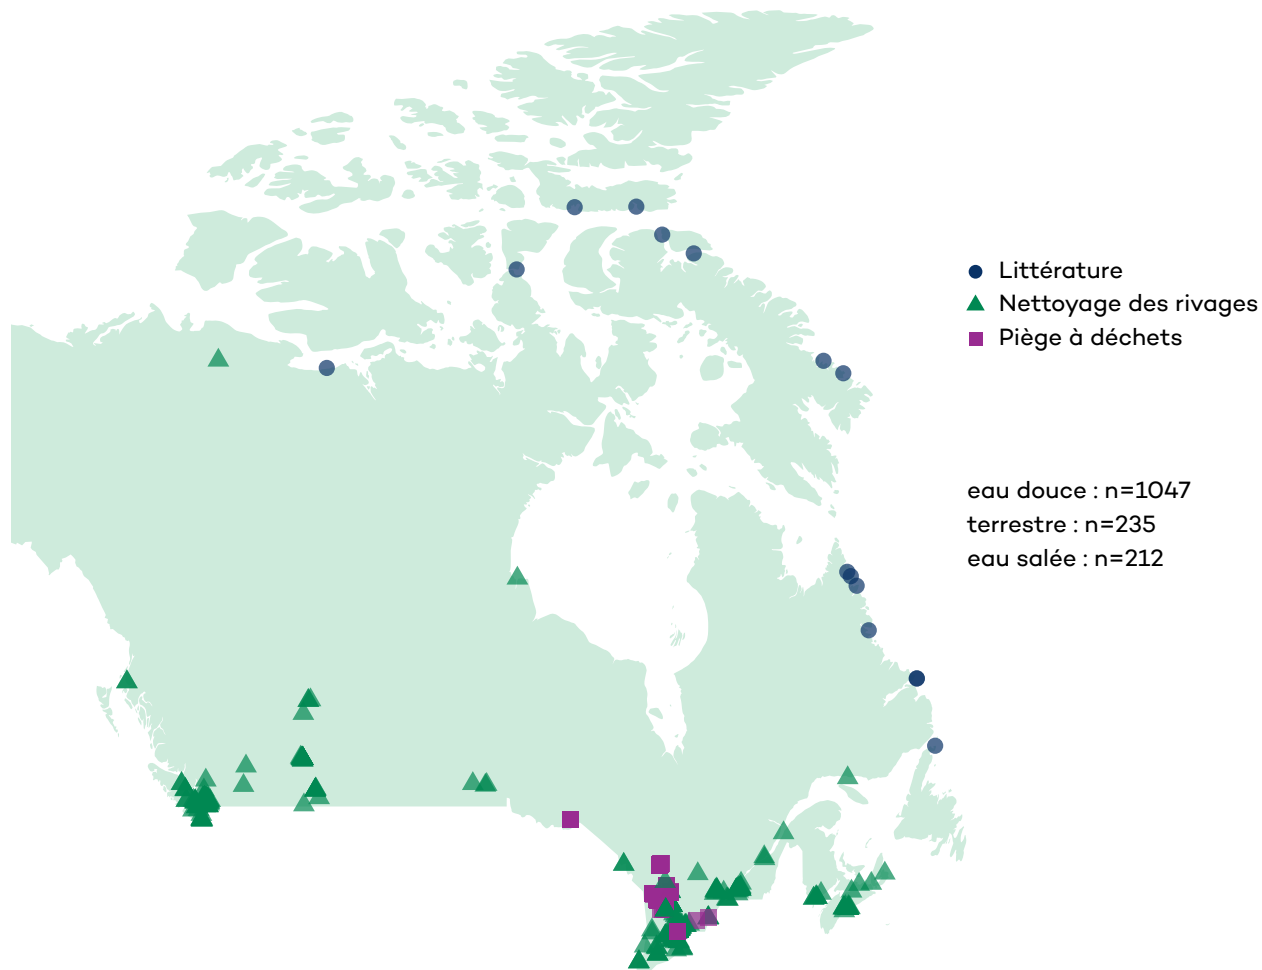 Littérature
Nettoyage des rivages
Piège à déchets
eau douce : n=1047
terrestre : n=235
eau salée : n=212